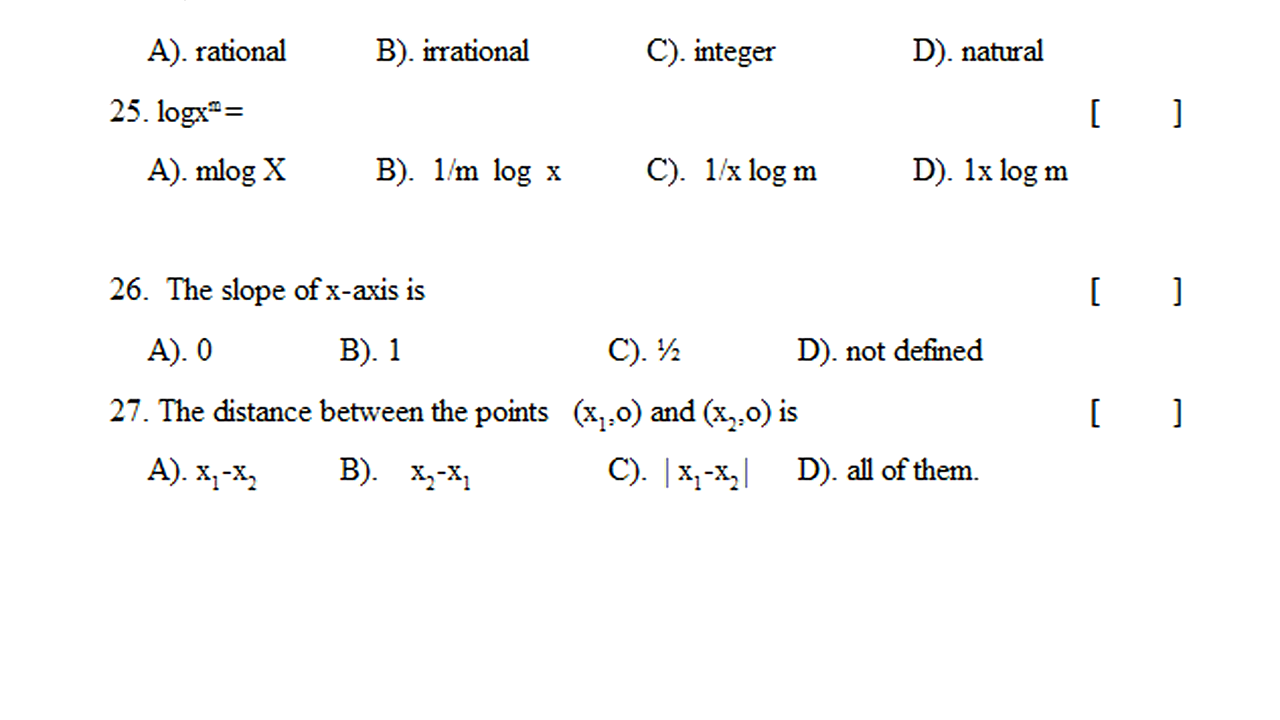 A). rational B). irrational C). integer D). natural
25. logxᵐ= [ ]
A). mlog X B). 1/m log x C). 1/x log m D). 1x log m
26. The slope of x-axis is [ ]
A). 0 B). 1 C). ½ D). not defined
27. The distance between the points (x₁,o) and (x₂,o) is [ ]
A). x₁-x₂ B). x₂-x₁ C). |x₁-x₂| D). all of them.